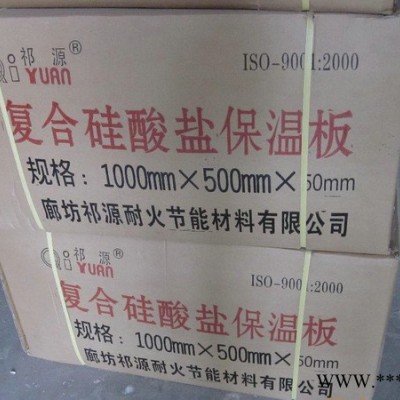 Qi 祁源®
YUAN
ISO-9001:2000
复合硅酸盐保温板
规格：1000mm×500mm×50mm
廊坊祁源耐火节能材料有限公司
Qi 祁源®
YUAN
ISO-9001:2000
复合硅酸盐保温板
规格：1000mm×500mm×50mm
廊坊祁源耐火节能材料有限公司
WWW.***